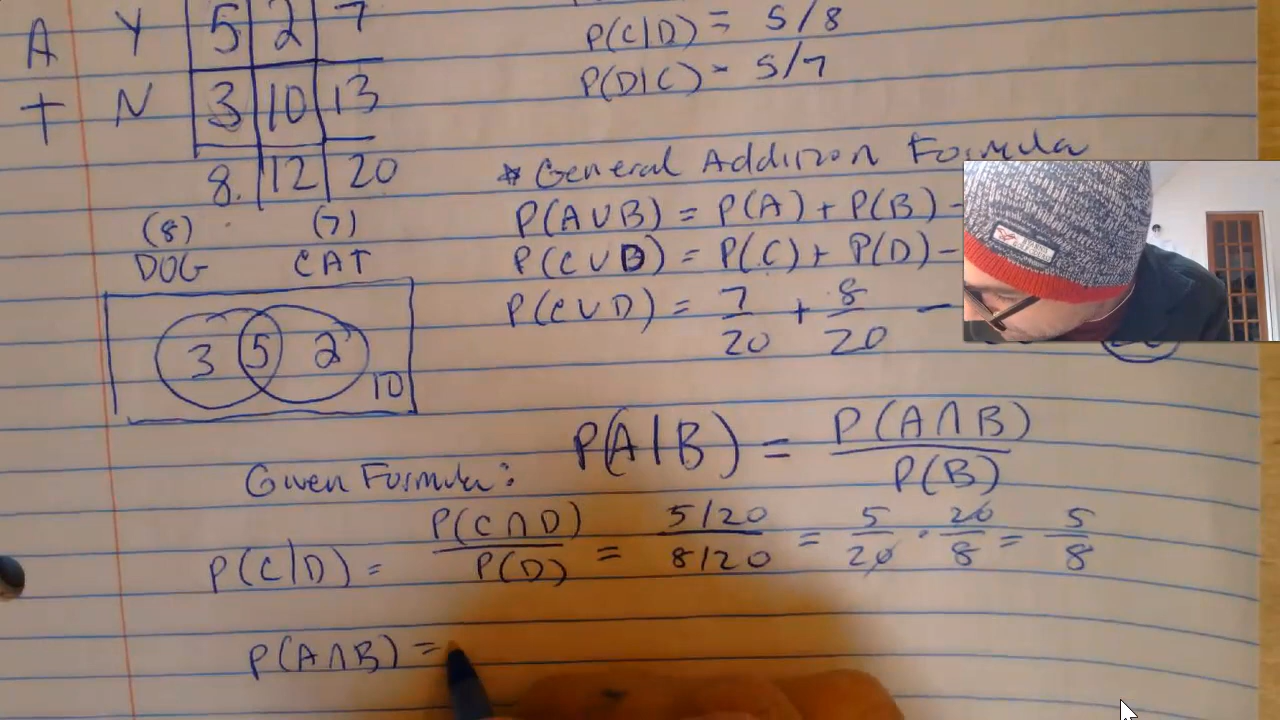 A Y 5 2 7
T N 3 10 13
8. 12 20
(8) (7)
DOG CAT
3 5 2 10
P(C|D) = 5/8
P(D|C) = 5/7
* General Addition Formula
P(A∪B) = P(A) + P(B) -
P(C∪D) = P(C) + P(D) -
P(C∪D) = 7/20 + 8/20 -
Given Formula: P(A|B) = P(A∩B)/P(B)
P(C|D) = P(C∩D)/P(D) = 5/20 / 8/20 = 5/20 · 20/8 = 5/8
P(A∩B) =